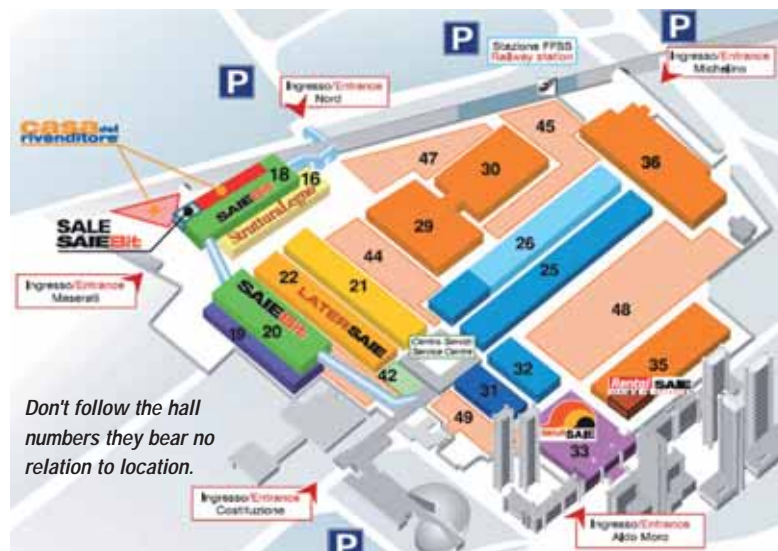 P
P
P
P
P
Stazione FFSS
Railway station
Ingresso/Entrance
Michelino
Ingresso/Entrance
Nord
casa del
rivenditore
SALE
SAIEBit
Ingresso/Entrance
Maserati
18
SAIEBit
16
StrutturaLegno
47
30
45
36
29
44
26
25
22
21
LATERSAIE
48
SAIEBit
20
19
Centro Servizi
Service Centre
42
32
31
35
Rental SAIE
49
SAIE
33
Don't follow the hall
numbers they bear no
relation to location.
Ingresso/Entrance
Costituzione
Ingresso/Entrance
Aldo Moro